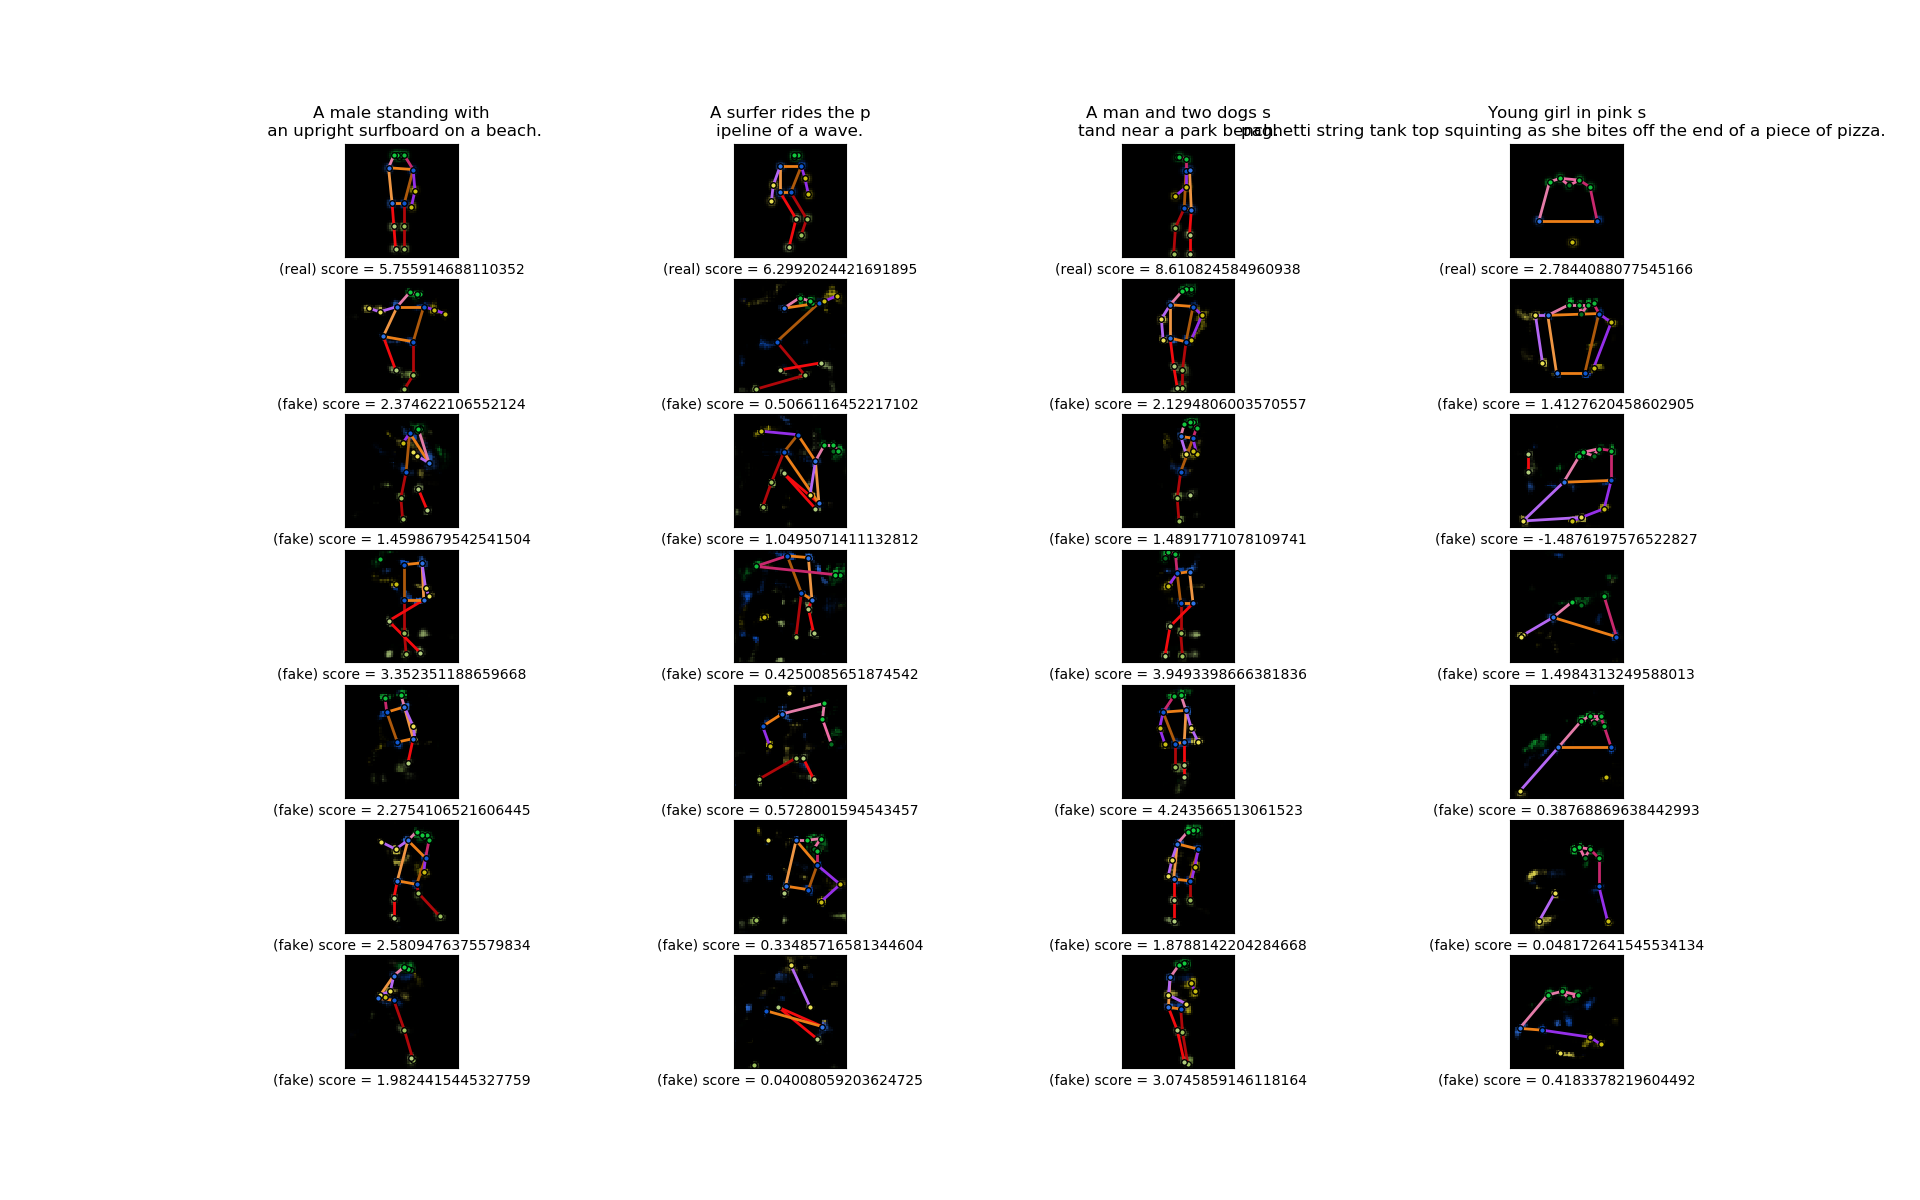 A male standing with
an upright surfboard on a beach.
A surfer rides the p
ipeline of a wave.
A man and two dogs s
tand near a park bench.
Young girl in pink s
paghetti string tank top squinting as she bites off the end of a piece of pizza.
(real) score = 5.755914688110352
(real) score = 6.2992024421691895
(real) score = 8.610824584960938
(real) score = 2.7844088077545166
(fake) score = 2.374622106552124
(fake) score = 0.5066116452217102
(fake) score = 2.1294806003570557
(fake) score = 1.4127620458602905
(fake) score = 1.4598679542541504
(fake) score = 1.0495071411132812
(fake) score = 1.4891771078109741
(fake) score = -1.4876197576522827
(fake) score = 3.352351188659668
(fake) score = 0.4250085651874542
(fake) score = 3.9493398666381836
(fake) score = 1.4984313249588013
(fake) score = 2.2754106521606445
(fake) score = 0.5728001594543457
(fake) score = 4.243566513061523
(fake) score = 0.38768869638442993
(fake) score = 2.5809476375579834
(fake) score = 0.33485716581344604
(fake) score = 1.8788142204284668
(fake) score = 0.048172641545534134
(fake) score = 1.9824415445327759
(fake) score = 0.04008059203624725
(fake) score = 3.0745859146118164
(fake) score = 0.4183378219604492